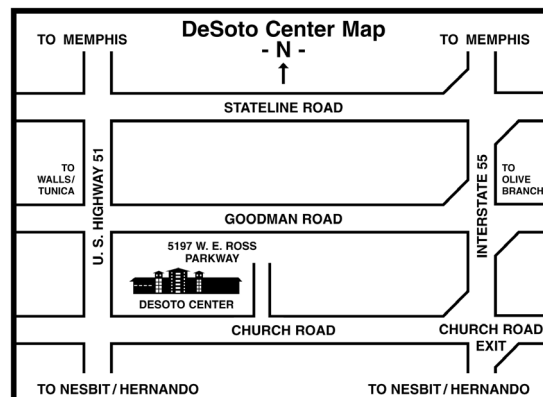 DeSoto Center Map
- N -
TO MEMPHIS
TO MEMPHIS
STATELINE ROAD
U. S. HIGHWAY 51
INTERSTATE 55
TO
WALLS/
TUNICA
TO
OLIVE
BRANCH
GOODMAN ROAD
5197 W. E. ROSS
PARKWAY
DESOTO CENTER
CHURCH ROAD
CHURCH ROAD
EXIT
TO NESBIT / HERNANDO
TO NESBIT / HERNANDO